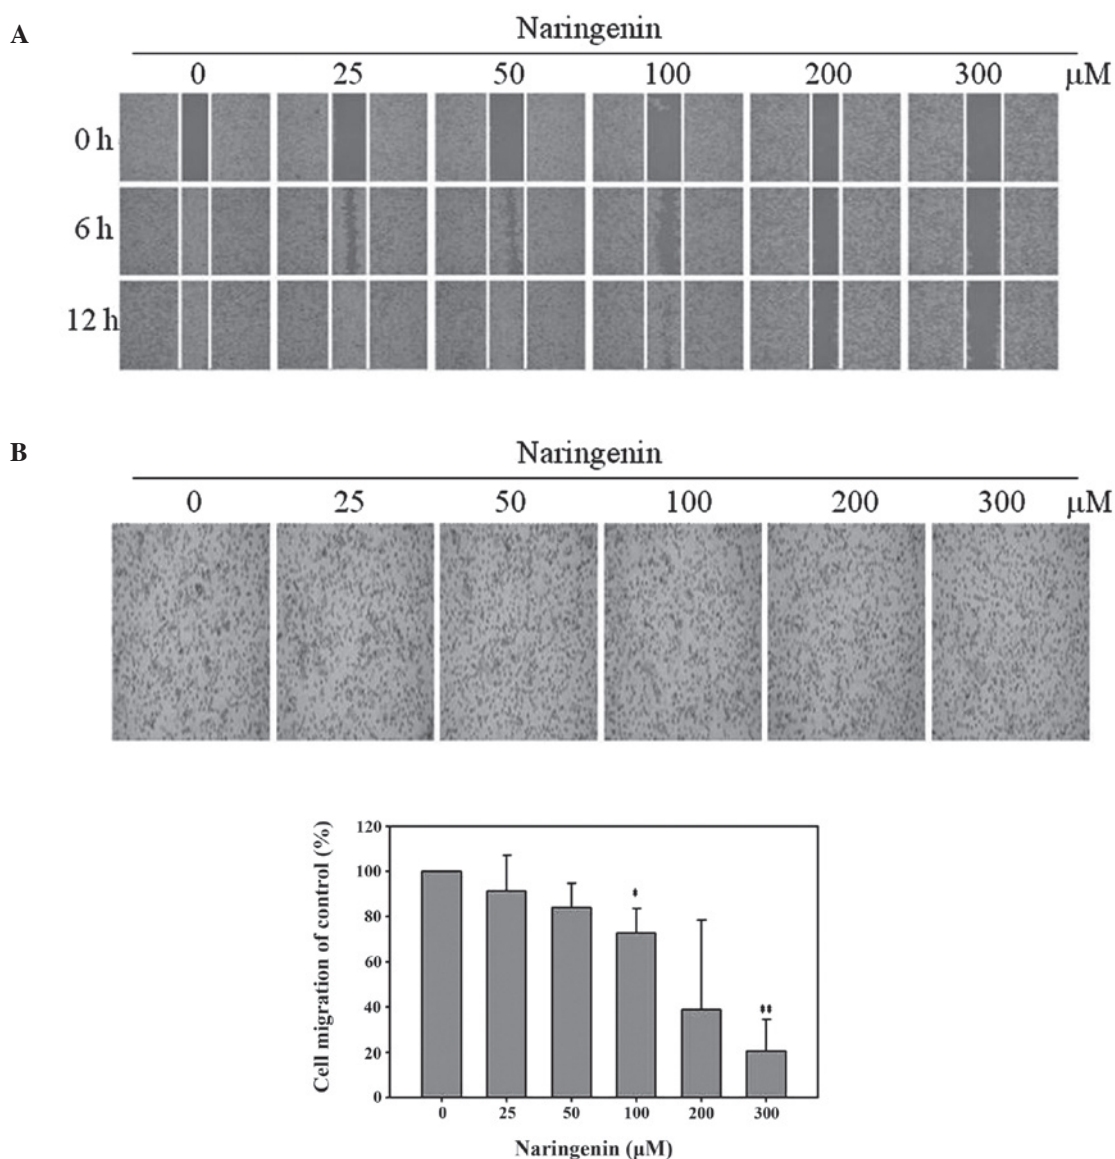 A
Naringenin
0 25 50 100 200 300 µM
0 h
6 h
12 h
B
Naringenin
0 25 50 100 200 300 µM
Cell migration of control (%)
120
100
80
60
40
20
0
* **
0 25 50 100 200 300
Naringenin (µM)